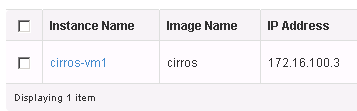 Instance Name Image Name IP Address
cirros-vm1 cirros 172.16.100.3
Displaying 1 item